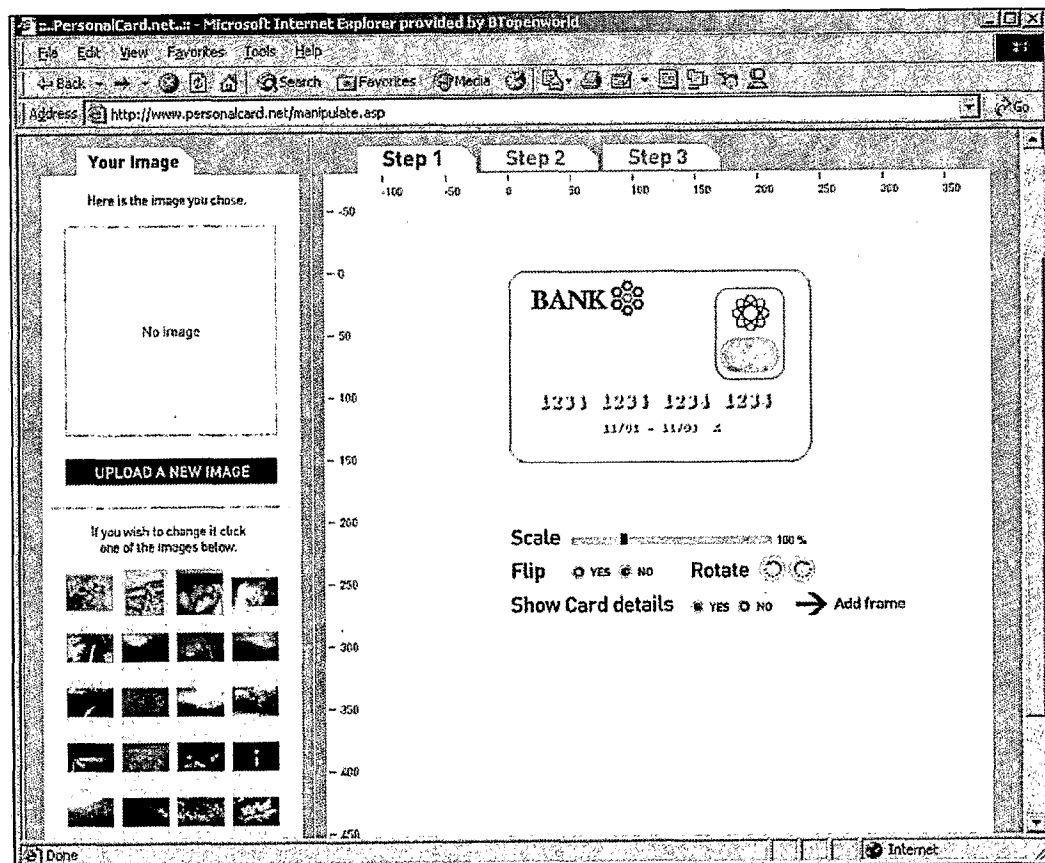 ::..PersonalCard.net..:: - Microsoft Internet Explorer provided by BTopenworld
File Edit View Favorites Tools Help
Back Search Favorites Media
Address http://www.personalcard.net/manipulate.asp Go
Your Image
Step 1 Step 2 Step 3
-100 -50 0 50 100 150 200 250 300 350
Here is the image you chose.
-50
0
BANK
No image
50
100
1234 1234 1234 1234
11/01 - 11/03
150
UPLOAD A NEW IMAGE
If you wish to change it click
one of the images below.
200
Scale 100 %
250
Flip YES NO Rotate
Show Card details YES NO Add frame
300
350
400
450
Done Internet